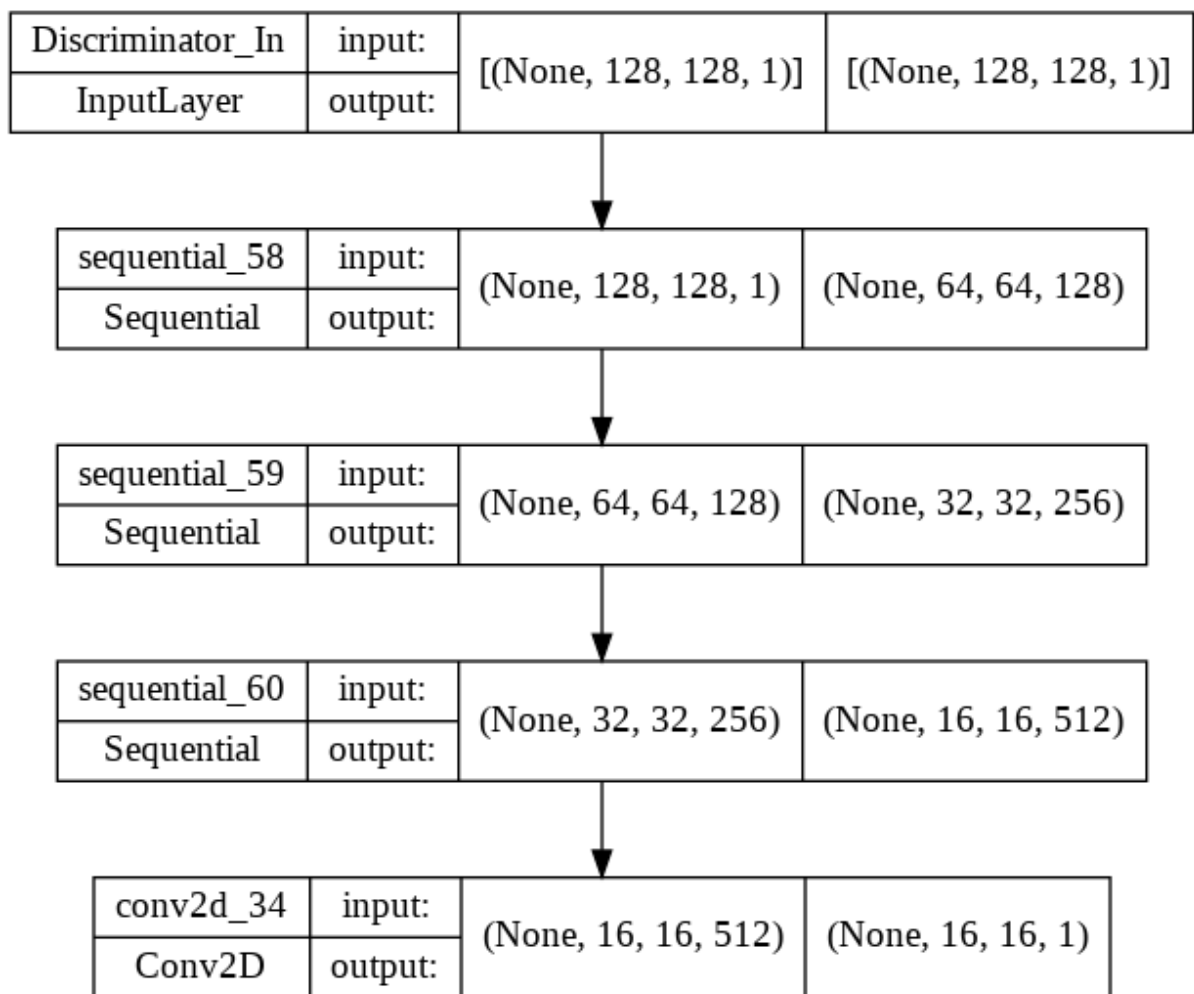 Discriminator_In input: [(None, 128, 128, 1)] [(None, 128, 128, 1)]
InputLayer output:
sequential_58 input: (None, 128, 128, 1) (None, 64, 64, 128)
Sequential output:
sequential_59 input: (None, 64, 64, 128) (None, 32, 32, 256)
Sequential output:
sequential_60 input: (None, 32, 32, 256) (None, 16, 16, 512)
Sequential output:
conv2d_34 input: (None, 16, 16, 512) (None, 16, 16, 1)
Conv2D output: